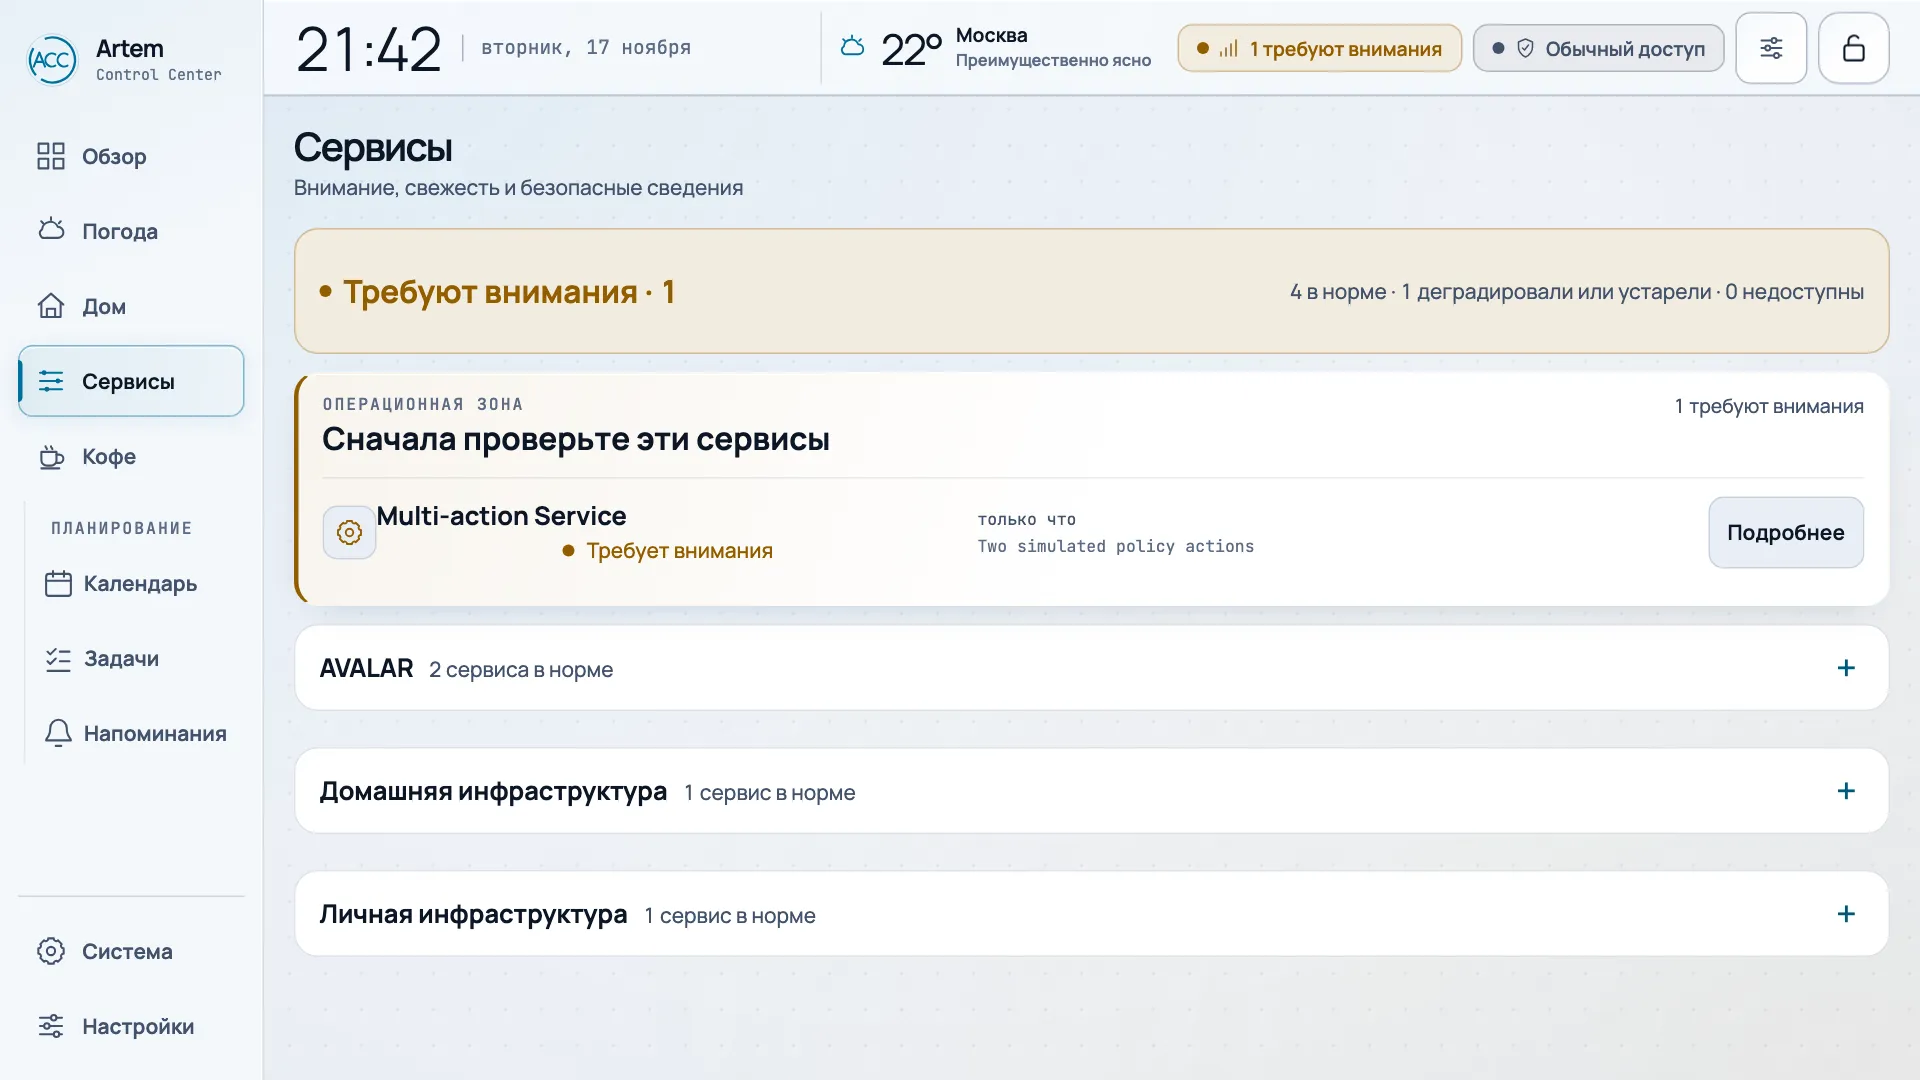 ACC
Artem
Control Center
Обзор
Погода
Дом
Сервисы
Кофе
ПЛАНИРОВАНИЕ
Календарь
Задачи
Напоминания
Система
Настройки
21:42
вторник, 17 ноября
22°
Москва
Преимущественно ясно
1 требуют внимания
Обычный доступ
Сервисы
Внимание, свежесть и безопасные сведения
Требуют внимания · 1
4 в норме · 1 деградировали или устарели · 0 недоступны
ОПЕРАЦИОННАЯ ЗОНА
Сначала проверьте эти сервисы
1 требуют внимания
Multi-action Service
Требует внимания
только что
Two simulated policy actions
Подробнее
AVALAR 2 сервиса в норме +
Домашняя инфраструктура 1 сервис в норме +
Личная инфраструктура 1 сервис в норме +